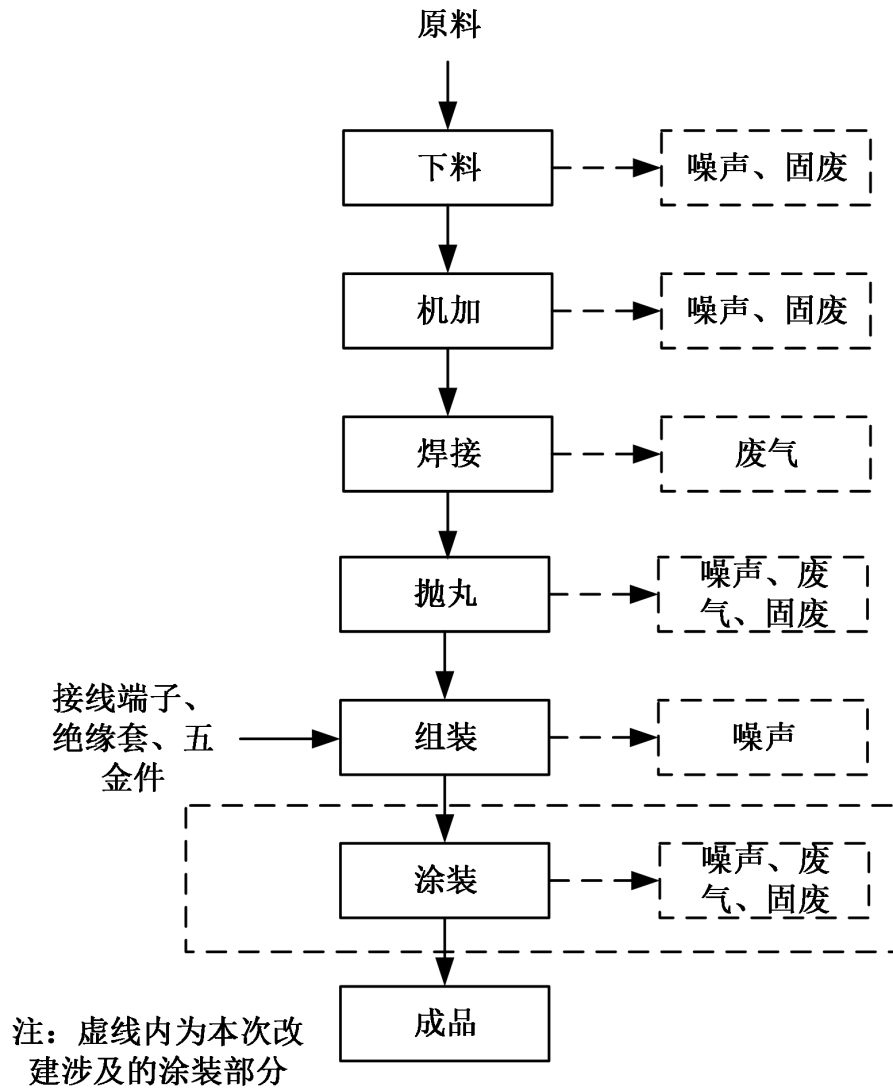 原料
下料
噪声、固废
机加
噪声、固废
焊接
废气
抛丸
噪声、废
气、固废
接线端子、
绝缘套、五
金件
组装
噪声
涂装
噪声、废
气、固废
成品
注：虚线内为本次改
建涉及的涂装部分